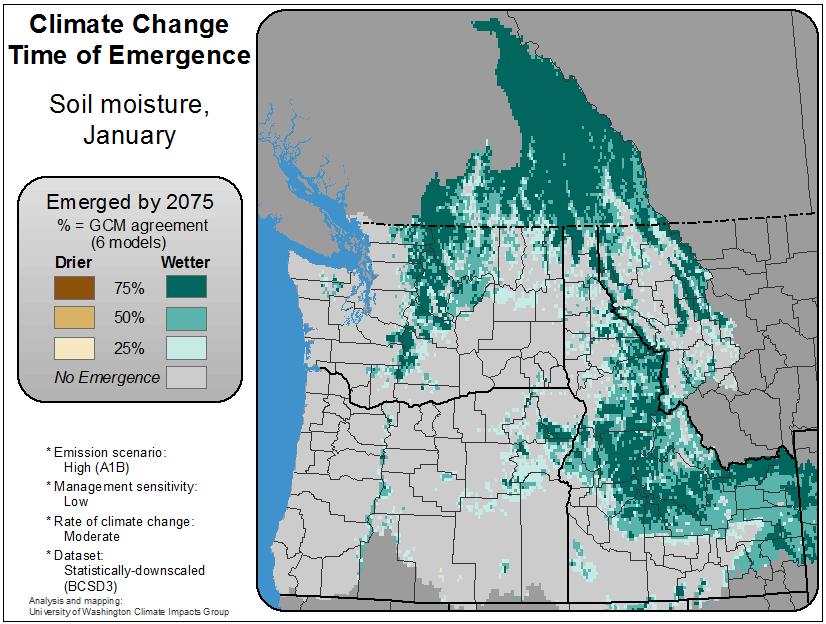 Climate Change
Time of Emergence
Soil moisture,
January
Emerged by 2075
% = GCM agreement
(6 models)
Drier Wetter
75%
50%
25%
No Emergence
* Emission scenario:
High (A1B)
* Management sensitivity:
Low
* Rate of climate change:
Moderate
* Dataset:
Statistically-downscaled
(BCSD3)
Analysis and mapping:
University of Washington Climate Impacts Group